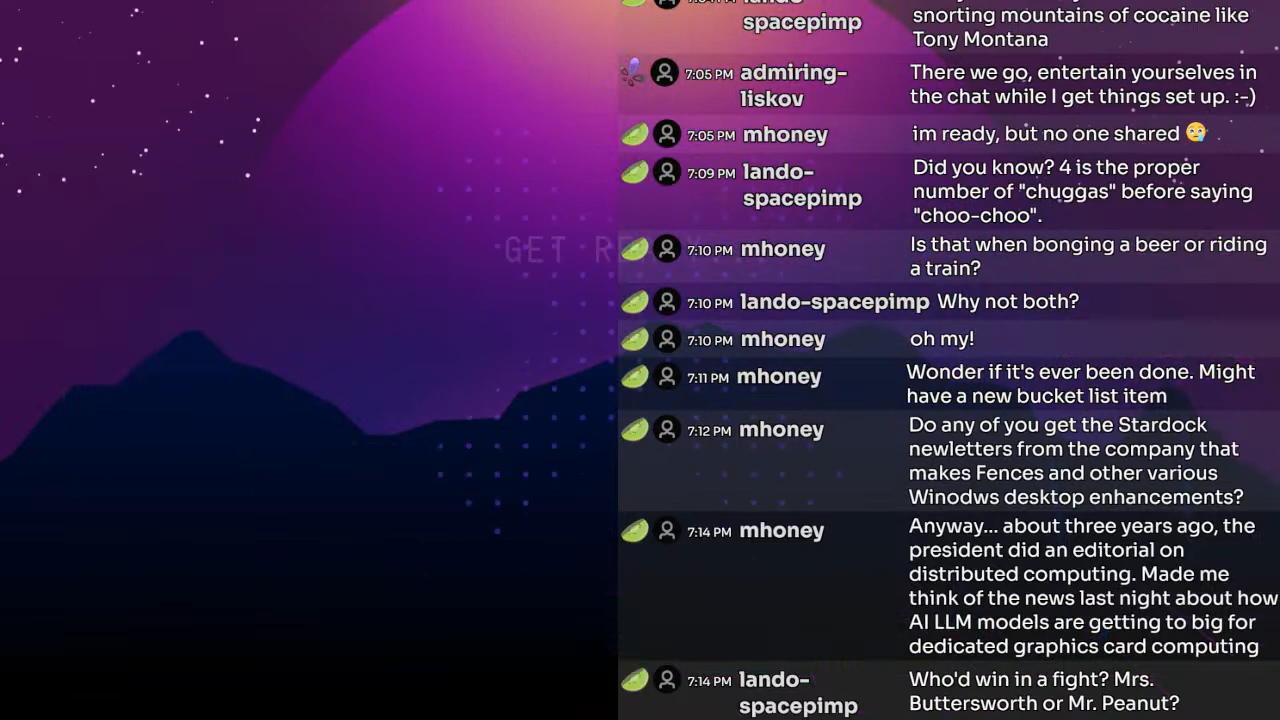 spacepimp
snorting mountains of cocaine like
Tony Montana
7:05 PM admiring-liskov
There we go, entertain yourselves in
the chat while I get things set up. :-)
7:05 PM mhoney
im ready, but no one shared 😢
7:09 PM lando-spacepimp
Did you know? 4 is the proper
number of "chuggas" before saying
"choo-choo".
GET RE
7:10 PM mhoney
Is that when bonging a beer or riding
a train?
7:10 PM lando-spacepimp Why not both?
7:10 PM mhoney
oh my!
7:11 PM mhoney
Wonder if it's ever been done. Might
have a new bucket list item
7:12 PM mhoney
Do any of you get the Stardock
newletters from the company that
makes Fences and other various
Winodws desktop enhancements?
7:14 PM mhoney
Anyway... about three years ago, the
president did an editorial on
distributed computing. Made me
think of the news last night about how
AI LLM models are getting to big for
dedicated graphics card computing
7:14 PM lando-spacepimp
Who'd win in a fight? Mrs.
Buttersworth or Mr. Peanut?